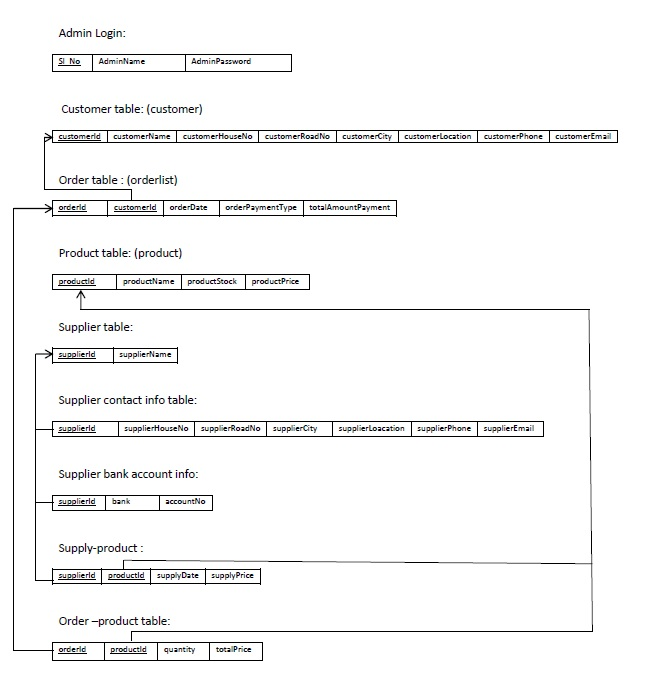 Admin Login:
Sl_No AdminName AdminPassword
Customer table: (customer)
customerId customerName customerHouseNo customerRoadNo customerCity customerLocation customerPhone customerEmail
Order table : (orderlist)
orderId customerId orderDate orderPaymentType totalAmountPayment
Product table: (product)
productId productName productStock productPrice
Supplier table:
supplierId supplierName
Supplier contact info table:
supplierId supplierHouseNo supplierRoadNo supplierCity supplierLoacation supplierPhone supplierEmail
Supplier bank account info:
supplierId bank accountNo
Supply-product :
supplierId productId supplyDate supplyPrice
Order –product table:
orderId productId quantity totalPrice